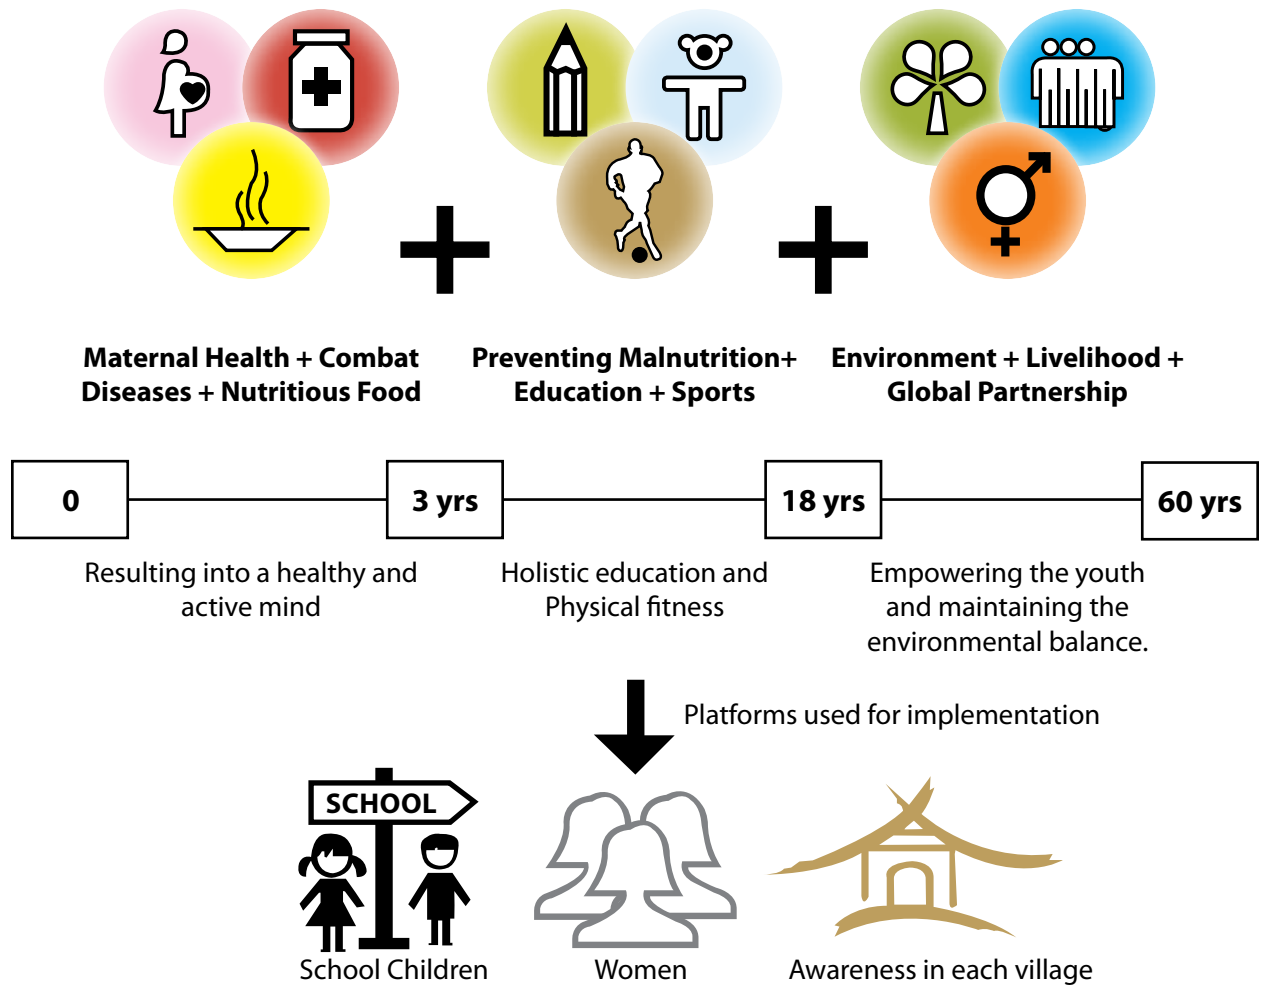 Maternal Health + Combat
Diseases + Nutritious Food
Preventing Malnutrition+
Education + Sports
Environment + Livelihood +
Global Partnership
0
3 yrs
18 yrs
60 yrs
Resulting into a healthy and
active mind
Holistic education and
Physical fitness
Empowering the youth
and maintaining the
environmental balance.
Platforms used for implementation
SCHOOL
School Children
Women
Awareness in each village